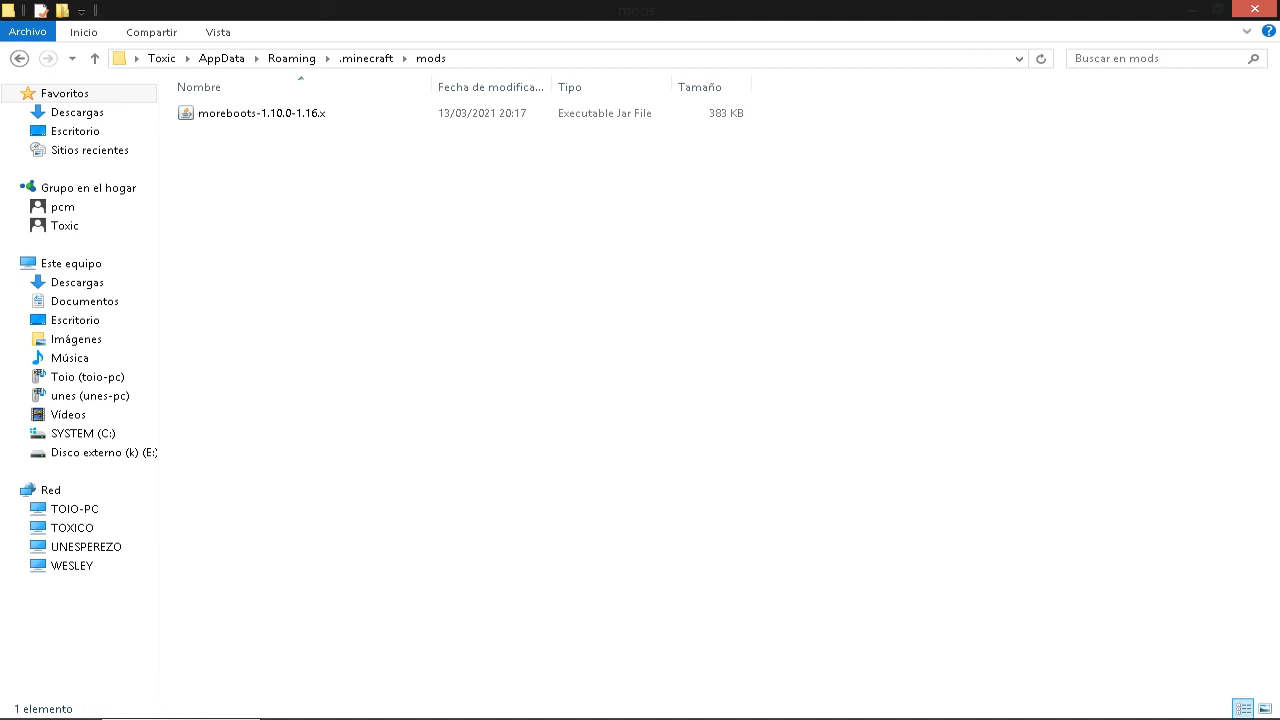 mods
Archivo Inicio Compartir Vista
Toxic AppData Roaming .minecraft mods Buscar en mods
Nombre Fecha de modifica... Tipo Tamaño
moreboots-1.10.0-1.16.x 13/03/2021 20:17 Executable Jar File 383 KB
Favoritos
Descargas
Escritorio
Sitios recientes
Grupo en el hogar
pcm
Toxic
Este equipo
Descargas
Documentos
Escritorio
Imágenes
Música
Toio (toio-pc)
unes (unes-pc)
Vídeos
SYSTEM (C:)
Disco externo (k) (E:)
Red
TOIO-PC
TOXICO
UNESPEREZO
WESLEY
1 elemento